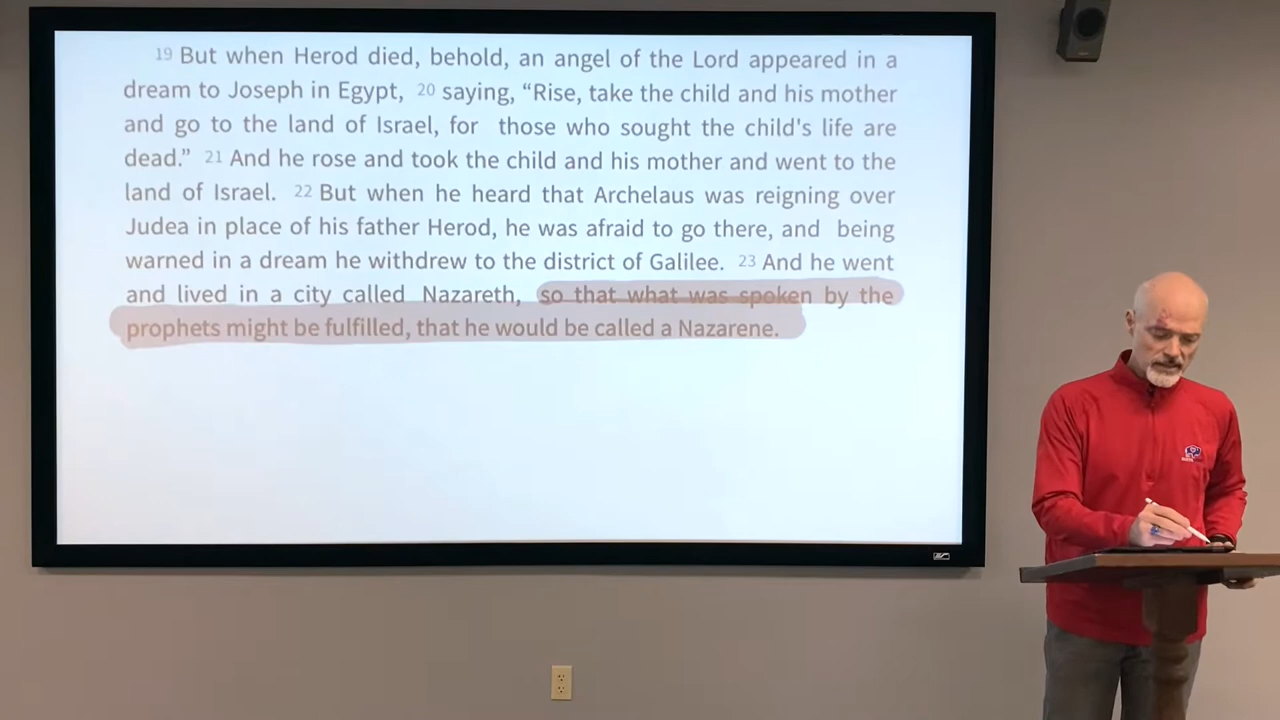 19 But when Herod died, behold, an angel of the Lord appeared in a
dream to Joseph in Egypt, 20 saying, “Rise, take the child and his mother
and go to the land of Israel, for those who sought the child's life are
dead.” 21 And he rose and took the child and his mother and went to the
land of Israel. 22 But when he heard that Archelaus was reigning over
Judea in place of his father Herod, he was afraid to go there, and being
warned in a dream he withdrew to the district of Galilee. 23 And he went
and lived in a city called Nazareth, so that what was spoken by the
prophets might be fulfilled, that he would be called a Nazarene.